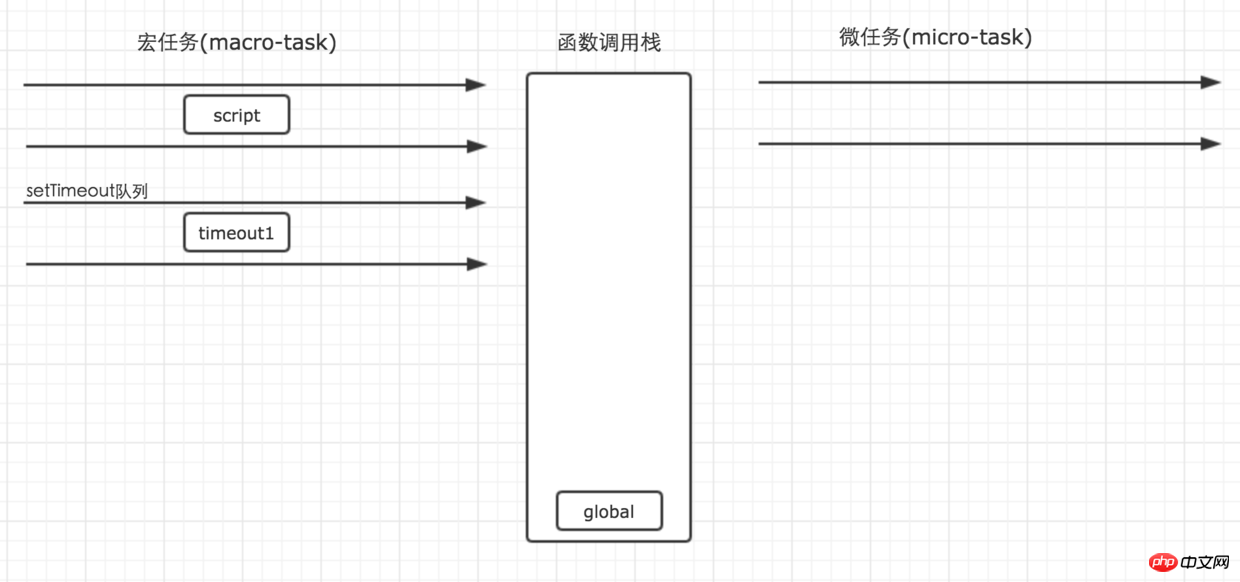 宏任务(macro-task)
函数调用栈
微任务(micro-task)
script
setTimeout队列
timeout1
global
php 中文网